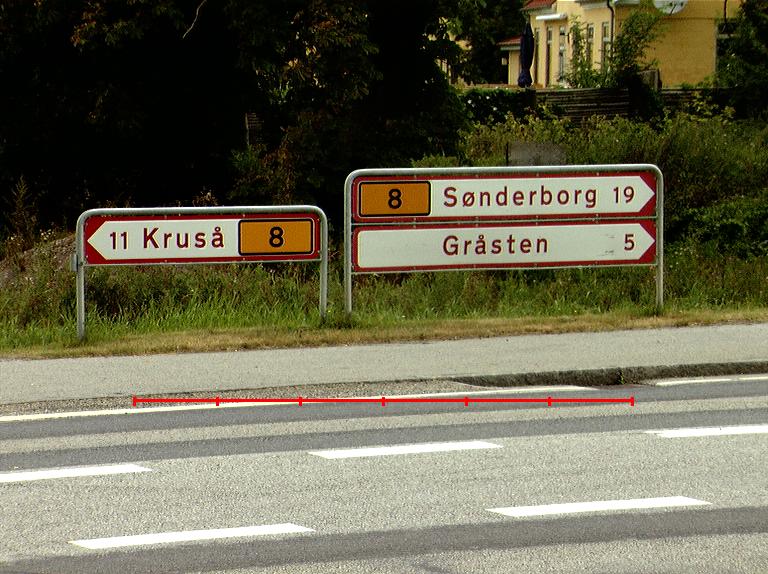 11 Kruså 8
8 Sønderborg 19
Gråsten 5